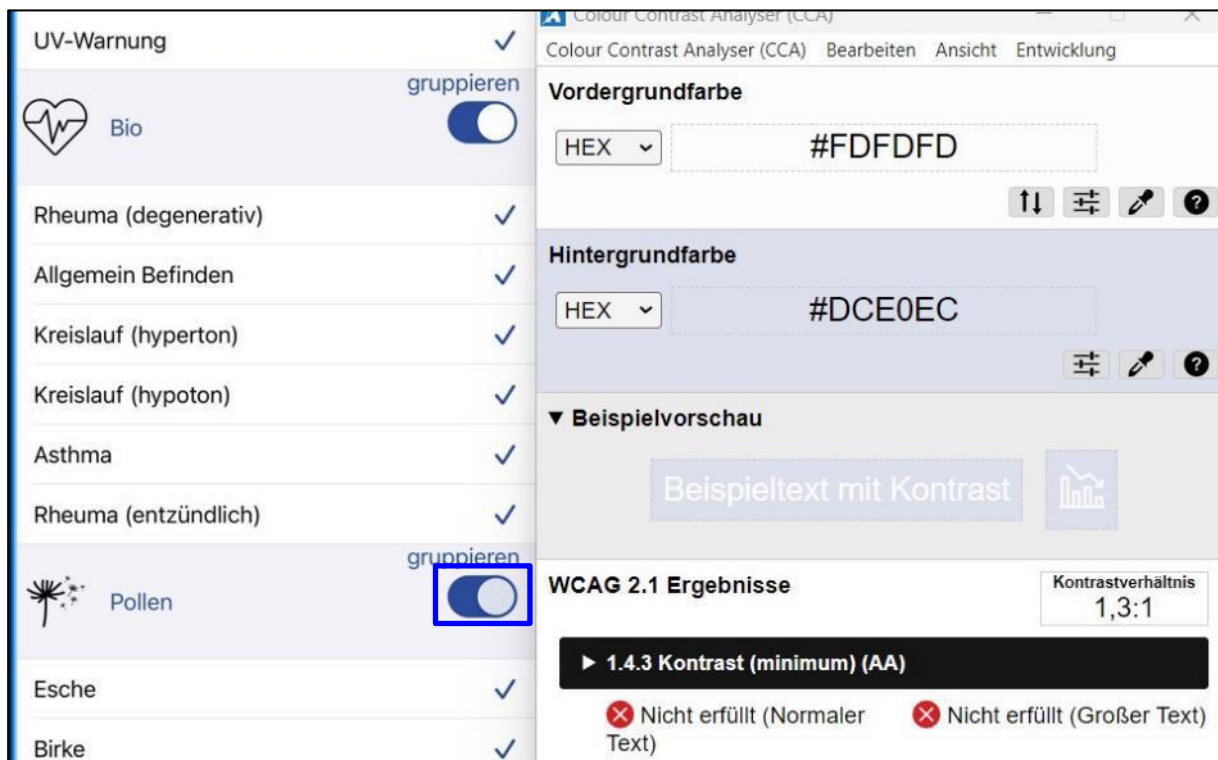 UV-Warnung
gruppieren
Bio
Rheuma (degenerativ)
Allgemein Befinden
Kreislauf (hyperton)
Kreislauf (hypoton)
Asthma
Rheuma (entzündlich)
gruppieren
Pollen
Esche
Birke
Colour Contrast Analyser (CCA)
Colour Contrast Analyser (CCA) Bearbeiten Ansicht Entwicklung
Vordergrundfarbe
HEX #FDFDFD
Hintergrundfarbe
HEX #DCE0EC
▼ Beispielvorschau
Beispieltext mit Kontrast
WCAG 2.1 Ergebnisse
Kontrastverhältnis
1,3:1
▶ 1.4.3 Kontrast (minimum) (AA)
Nicht erfüllt (Normaler Text)
Nicht erfüllt (Großer Text)